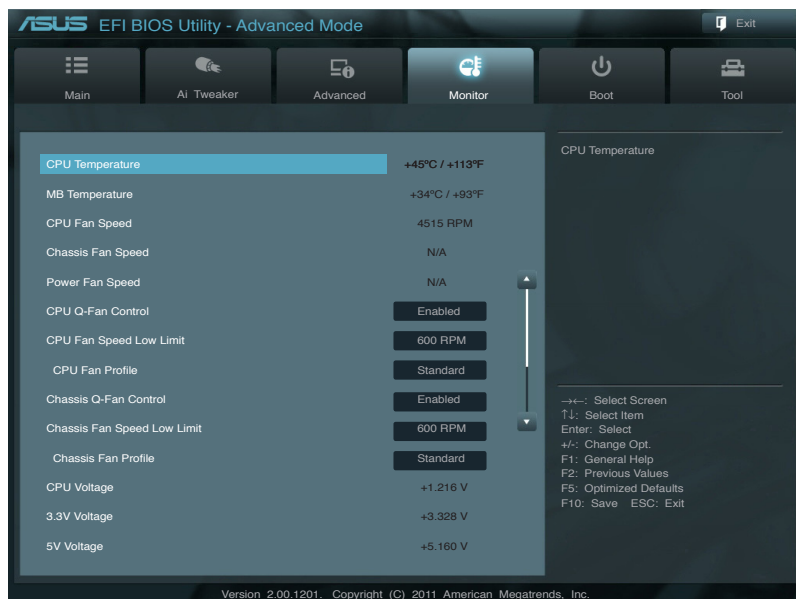 ASUS EFI BIOS Utility - Advanced Mode
Exit
Main
Ai Tweaker
Advanced
Monitor
Boot
Tool
CPU Temperature +45ºC / +113ºF
MB Temperature +34ºC / +93ºF
CPU Fan Speed 4515 RPM
Chassis Fan Speed N/A
Power Fan Speed N/A
CPU Q-Fan Control Enabled
CPU Fan Speed Low Limit 600 RPM
CPU Fan Profile Standard
Chassis Q-Fan Control Enabled
Chassis Fan Speed Low Limit 600 RPM
Chassis Fan Profile Standard
CPU Voltage +1.216 V
3.3V Voltage +3.328 V
5V Voltage +5.160 V
CPU Temperature
→←: Select Screen
↑↓: Select Item
Enter: Select
+/-: Change Opt.
F1: General Help
F2: Previous Values
F5: Optimized Defaults
F10: Save ESC: Exit
Version 2.00.1201. Copyright (C) 2011 American Megatrends, Inc.